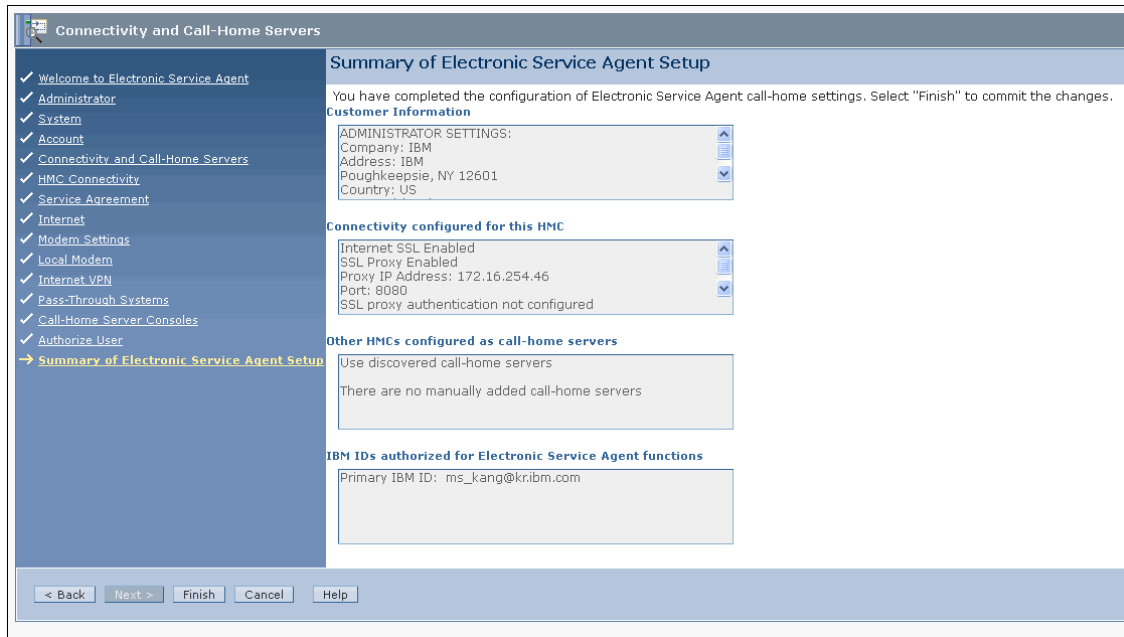 Connectivity and Call-Home Servers
✓ Welcome to Electronic Service Agent
✓ Administrator
✓ System
✓ Account
✓ Connectivity and Call-Home Servers
✓ HMC Connectivity
✓ Service Agreement
✓ Internet
✓ Modem Settings
✓ Local Modem
✓ Internet VPN
✓ Pass-Through Systems
✓ Call-Home Server Consoles
✓ Authorize User
→ Summary of Electronic Service Agent Setup
Summary of Electronic Service Agent Setup
You have completed the configuration of Electronic Service Agent call-home settings. Select "Finish" to commit the changes.
Customer Information
ADMINISTRATOR SETTINGS:
Company: IBM
Address: IBM
Poughkeepsie, NY 12601
Country: US
Connectivity configured for this HMC
Internet SSL Enabled
SSL Proxy Enabled
Proxy IP Address: 172.16.254.46
Port: 8080
SSL proxy authentication not configured
Other HMCs configured as call-home servers
Use discovered call-home servers
There are no manually added call-home servers
IBM IDs authorized for Electronic Service Agent functions
Primary IBM ID: ms_kang@kr.ibm.com
< Back Next > Finish Cancel Help